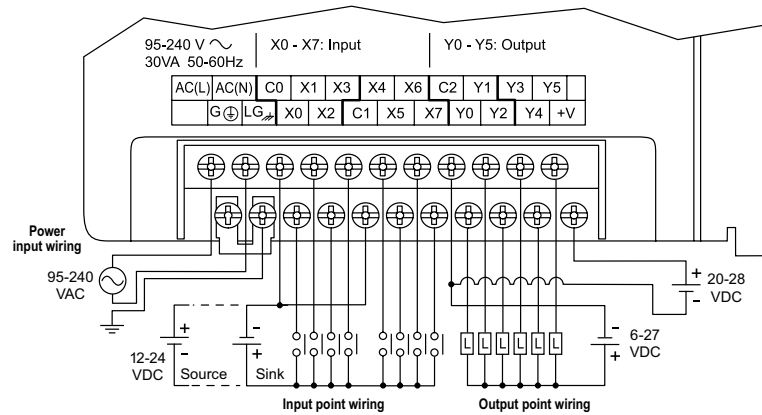 95-240 V
30VA 50-60Hz
X0 - X7: Input
Y0 - Y5: Output
AC(L) AC(N) C0 X1 X3 X4 X6 C2 Y1 Y3 Y5
G LG X0 X2 C1 X5 X7 Y0 Y2 Y4 +V
Power
input wiring
95-240
VAC
+
-
20-28
VDC
12-24
VDC
+
-
Source
-
+
Sink
L L L L L L
-
+
6-27
VDC
Input point wiring
Output point wiring